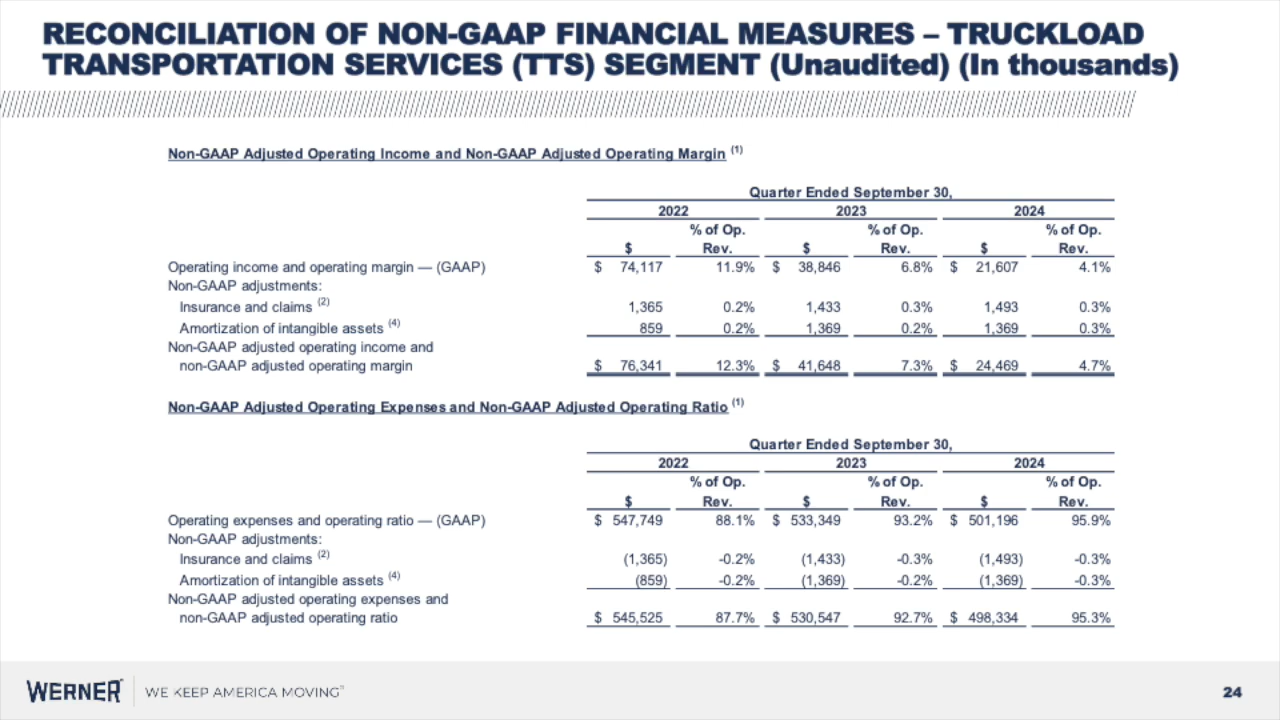 RECONCILIATION OF NON-GAAP FINANCIAL MEASURES – TRUCKLOAD
TRANSPORTATION SERVICES (TTS) SEGMENT (Unaudited) (In thousands)
Non-GAAP Adjusted Operating Income and Non-GAAP Adjusted Operating Margin (1)
Quarter Ended September 30,
2022 2023 2024
% of Op. % of Op. % of Op.
$ Rev. $ Rev. $ Rev.
Operating income and operating margin — (GAAP) $ 74,117 11.9% $ 38,846 6.8% $ 21,607 4.1%
Non-GAAP adjustments:
Insurance and claims (2) 1,365 0.2% 1,433 0.3% 1,493 0.3%
Amortization of intangible assets (4) 859 0.2% 1,369 0.2% 1,369 0.3%
Non-GAAP adjusted operating income and
non-GAAP adjusted operating margin $ 76,341 12.3% $ 41,648 7.3% $ 24,469 4.7%
Non-GAAP Adjusted Operating Expenses and Non-GAAP Adjusted Operating Ratio (1)
Quarter Ended September 30,
2022 2023 2024
% of Op. % of Op. % of Op.
$ Rev. $ Rev. $ Rev.
Operating expenses and operating ratio — (GAAP) $ 547,749 88.1% $ 533,349 93.2% $ 501,196 95.9%
Non-GAAP adjustments:
Insurance and claims (2) (1,365) -0.2% (1,433) -0.3% (1,493) -0.3%
Amortization of intangible assets (4) (859) -0.2% (1,369) -0.2% (1,369) -0.3%
Non-GAAP adjusted operating expenses and
non-GAAP adjusted operating ratio $ 545,525 87.7% $ 530,547 92.7% $ 498,334 95.3%
WERNER WE KEEP AMERICA MOVING 24